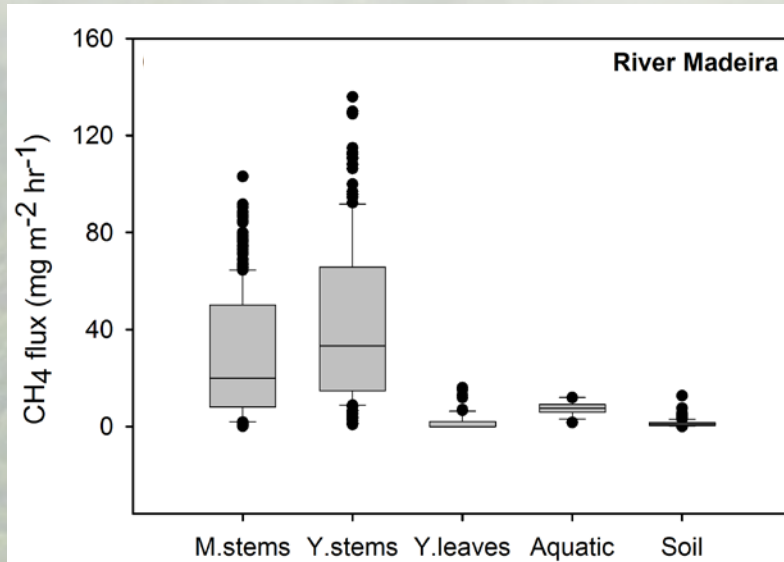 160
River Madeira
120
80
40
0
CH4 flux (mg m-2 hr-1)
M.stems Y.stems Y.leaves Aquatic Soil